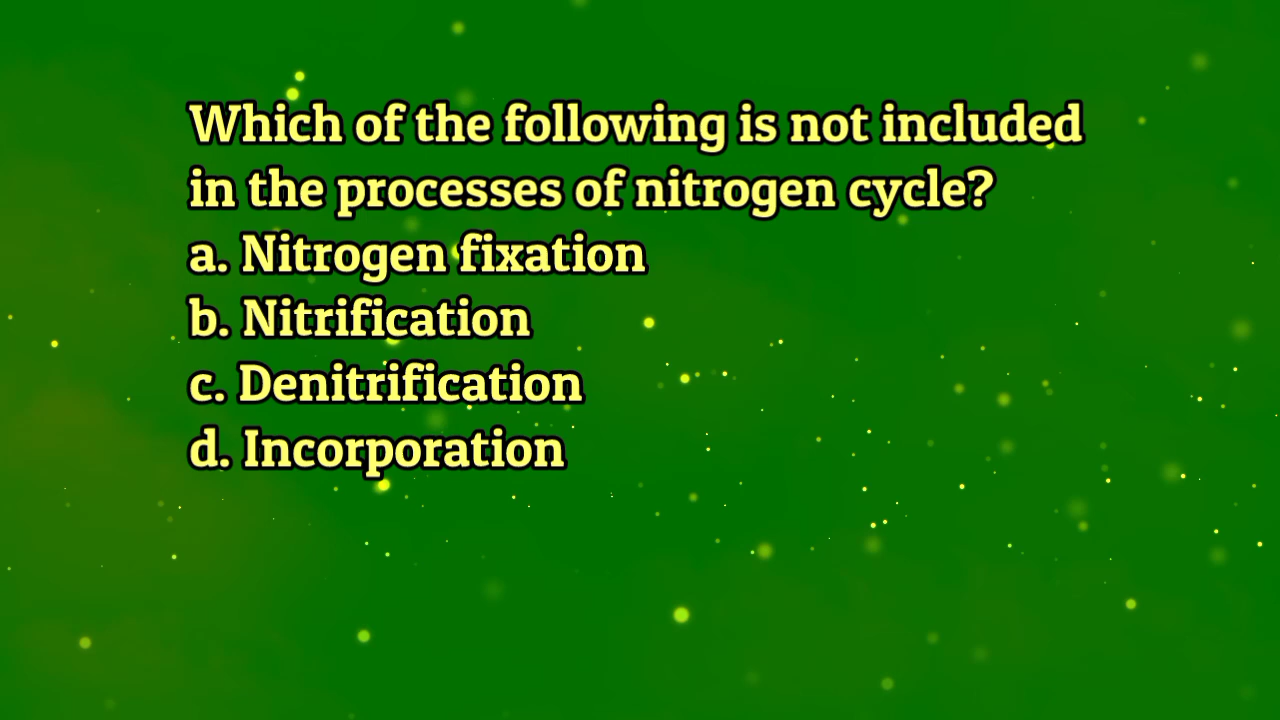 Which of the following is not included
in the processes of nitrogen cycle?
a. Nitrogen fixation
b. Nitrification
c. Denitrification
d. Incorporation